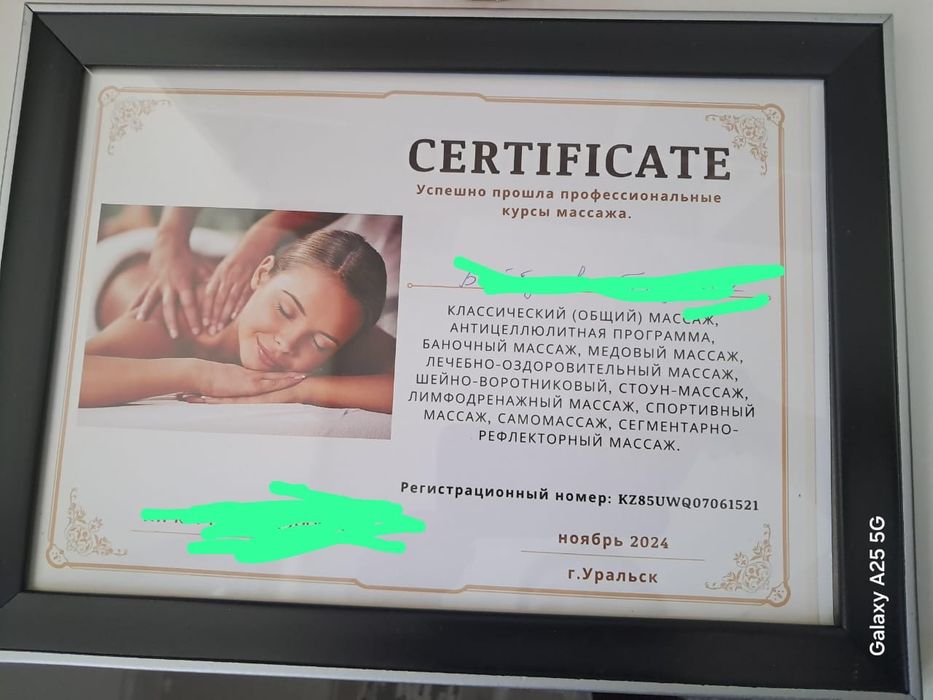 CERTIFICATE
Успешно прошла профессиональные
курсы массажа.
КЛАССИЧЕСКИЙ (ОБЩИЙ) МАССАЖ,
АНТИЦЕЛЛЮЛИТНАЯ ПРОГРАММА,
БАНОЧНЫЙ МАССАЖ, МЕДОВЫЙ МАССАЖ,
ЛЕЧЕБНО-ОЗДОРОВИТЕЛЬНЫЙ МАССАЖ,
ШЕЙНО-ВОРОТНИКОВЫЙ, СТОУН-МАССАЖ,
ЛИМФОДРЕНАЖНЫЙ МАССАЖ, СПОРТИВНЫЙ
МАССАЖ, САМОМАССАЖ, СЕГМЕНТАРНО-
РЕФЛЕКТОРНЫЙ МАССАЖ.
Регистрационный номер: KZ85UWQ07061521
ноябрь 2024
г.Уральск
Galaxy A25 5G